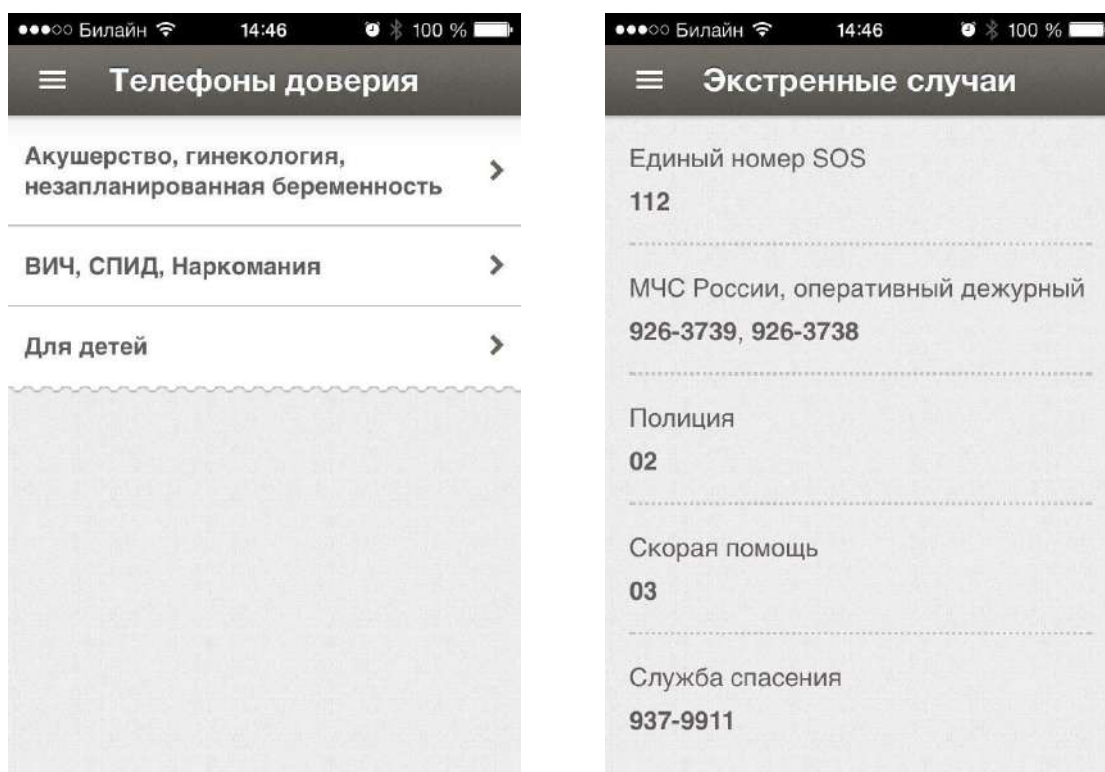 Билайн 14:46 100 %
Телефоны доверия
Акушерство, гинекология,
незапланированная беременность
ВИЧ, СПИД, Наркомания
Для детей
Билайн 14:46 100 %
Экстренные случаи
Единый номер SOS
112
МЧС России, оперативный дежурный
926-3739, 926-3738
Полиция
02
Скорая помощь
03
Служба спасения
937-9911